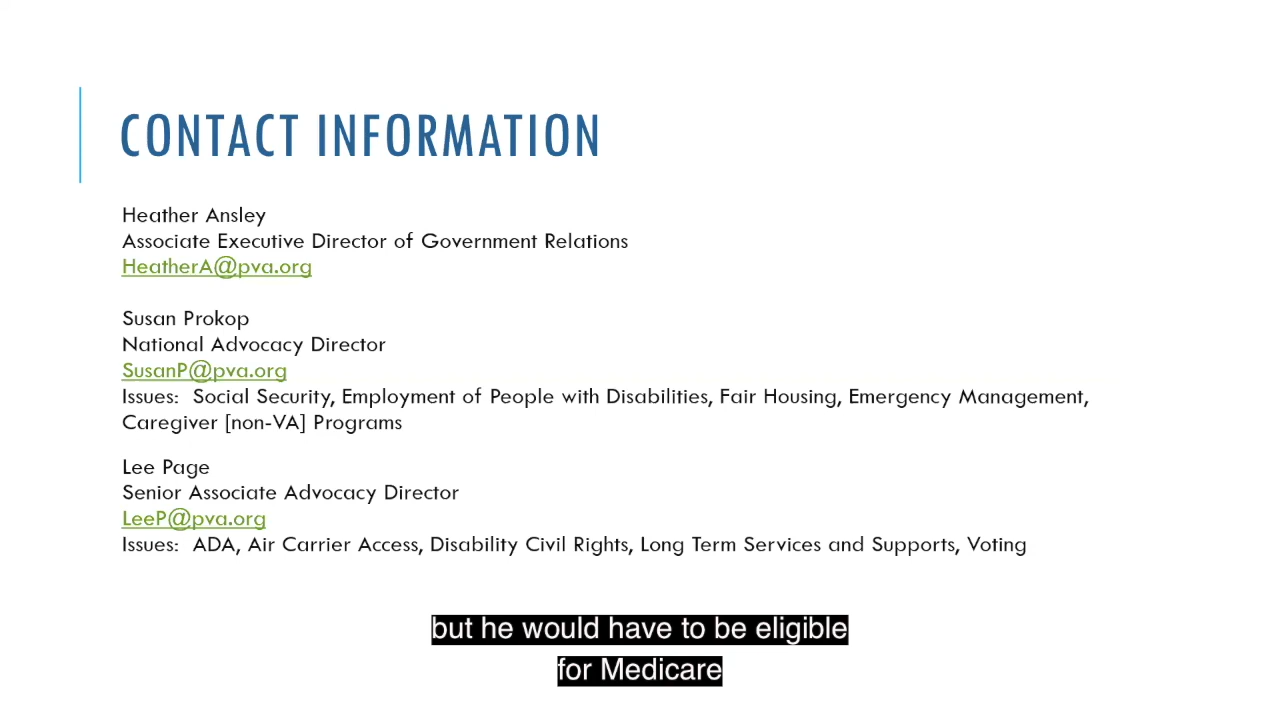 CONTACT INFORMATION
Heather Ansley
Associate Executive Director of Government Relations
HeatherA@pva.org
Susan Prokop
National Advocacy Director
SusanP@pva.org
Issues:  Social Security, Employment of People with Disabilities, Fair Housing, Emergency Management,
Caregiver [non-VA] Programs
Lee Page
Senior Associate Advocacy Director
LeeP@pva.org
Issues:  ADA, Air Carrier Access, Disability Civil Rights, Long Term Services and Supports, Voting
but he would have to be eligible
for Medicare